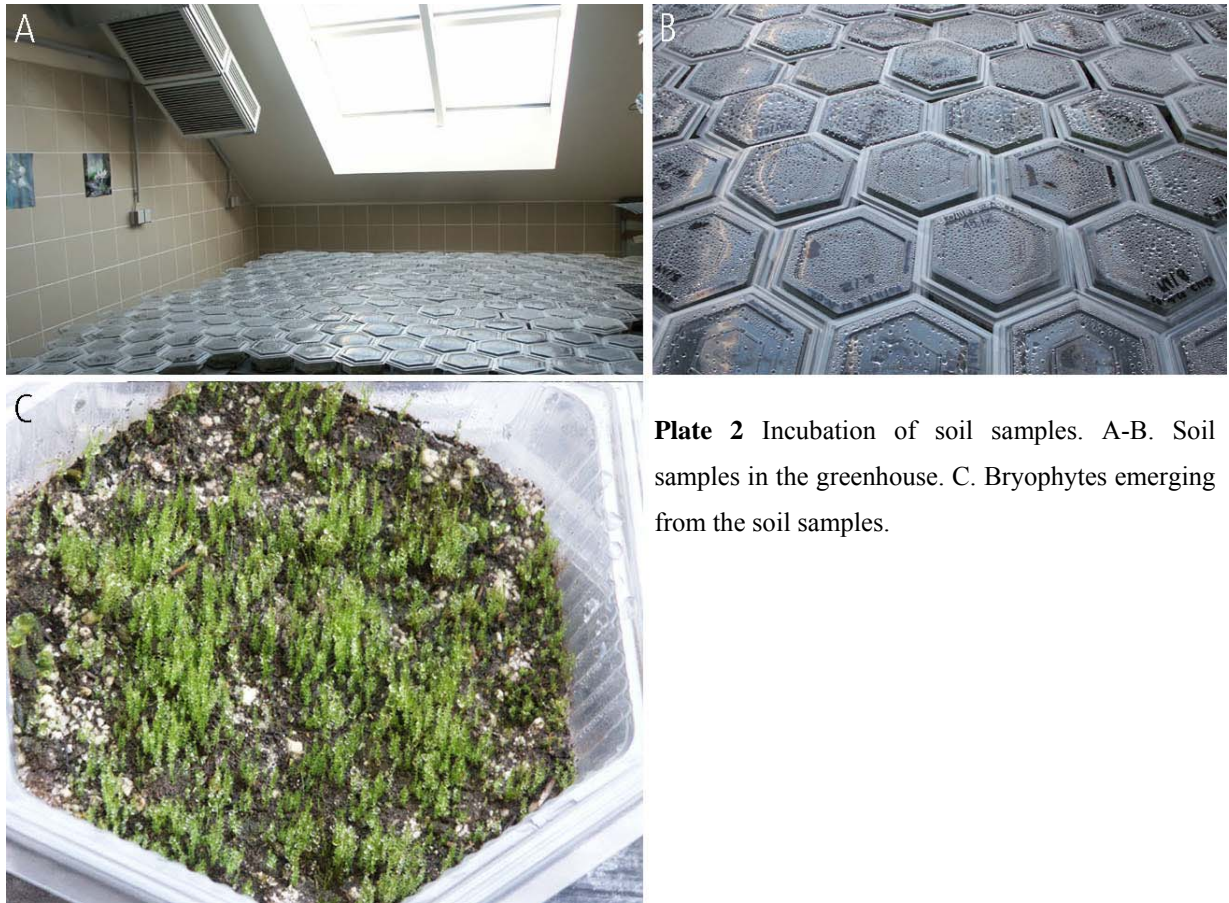 A
B
C
Plate 2 Incubation of soil samples. A-B. Soil
samples in the greenhouse. C. Bryophytes emerging
from the soil samples.